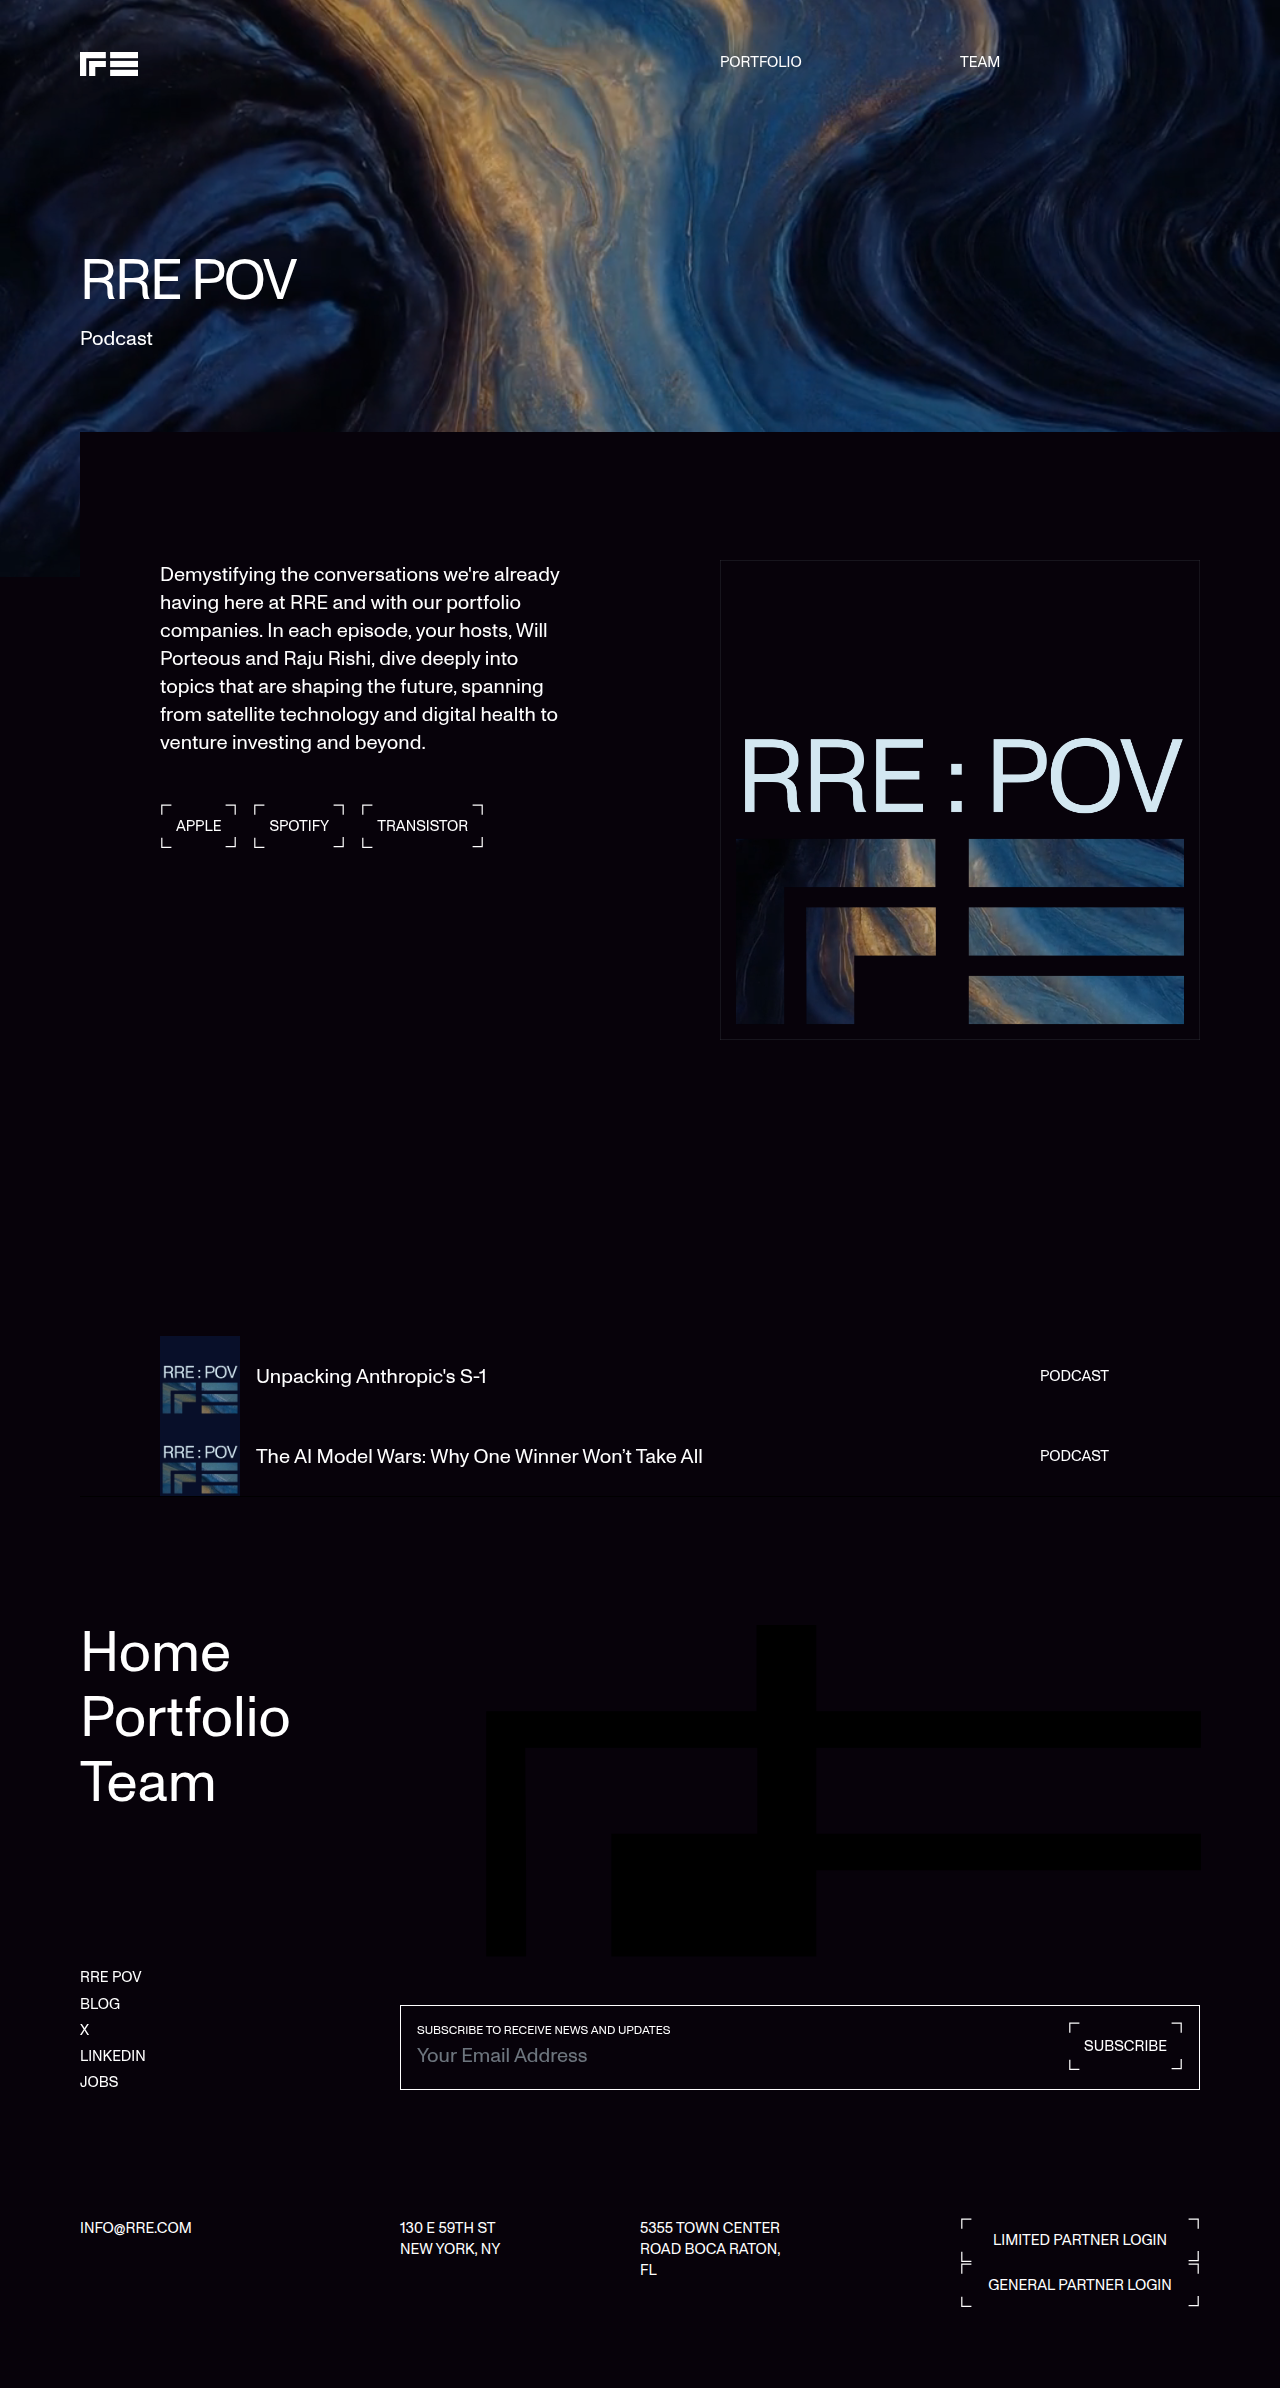 PORTFOLIO
TEAM
RRE POV
Podcast
Demystifying the conversations we're already
having here at RRE and with our portfolio
companies. In each episode, your hosts, Will
Porteous and Raju Rishi, dive deeply into
topics that are shaping the future, spanning
from satellite technology and digital health to
venture investing and beyond.
APPLE
SPOTIFY
TRANSISTOR
RRE : POV
RRE : POV
Unpacking Anthropic's S-1
PODCAST
RRE : POV
The AI Model Wars: Why One Winner Won’t Take All
PODCAST
Home
Portfolio
Team
RRE POV
BLOG
X
LINKEDIN
JOBS
SUBSCRIBE TO RECEIVE NEWS AND UPDATES
Your Email Address
SUBSCRIBE
INFO@RRE.COM
130 E 59TH ST
NEW YORK, NY
5355 TOWN CENTER
ROAD BOCA RATON,
FL
LIMITED PARTNER LOGIN
GENERAL PARTNER LOGIN